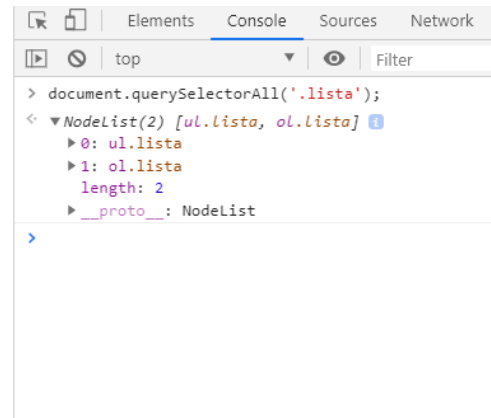 Elements Console Sources Network
top Filter
> document.querySelectorAll('.lista');
< ▼NodeList(2) [ul.lista, ol.lista] i
▶0: ul.lista
▶1: ol.lista
length: 2
▶__proto__: NodeList
>